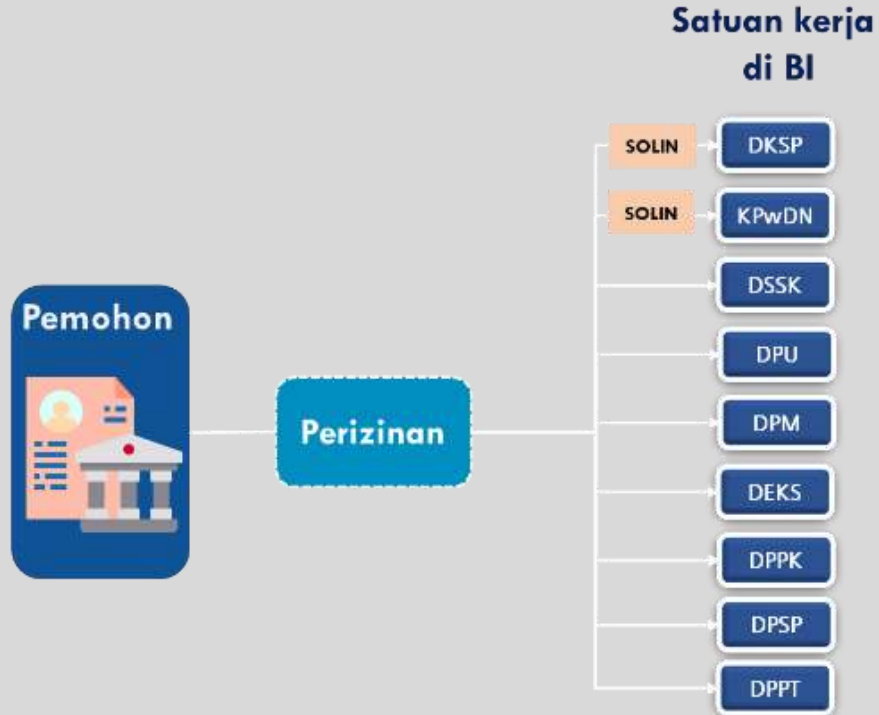 Satuan kerja
di BI
SOLIN
DKSP
SOLIN
KPwDN
DSSK
Pemohon
DPU
Perizinan
DPM
DEKS
DPPK
DPSP
DPPT